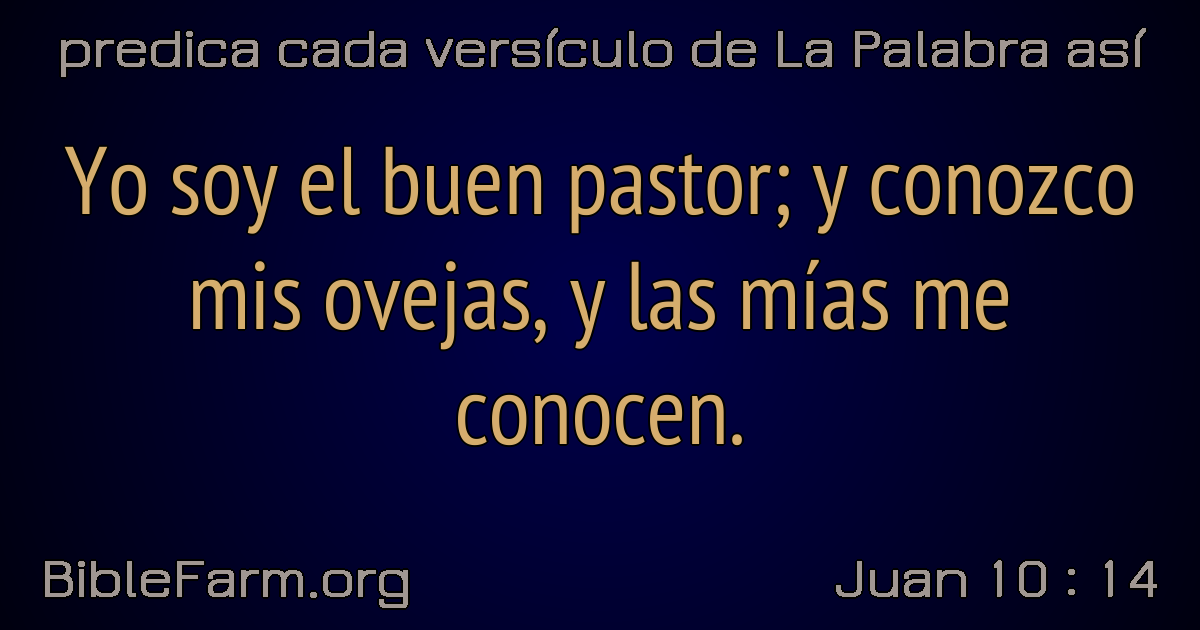 predica cada versículo de La Palabra así
Yo soy el buen pastor; y conozco
mis ovejas, y las mías me
conocen.
BibleFarm.org
Juan 10 : 14